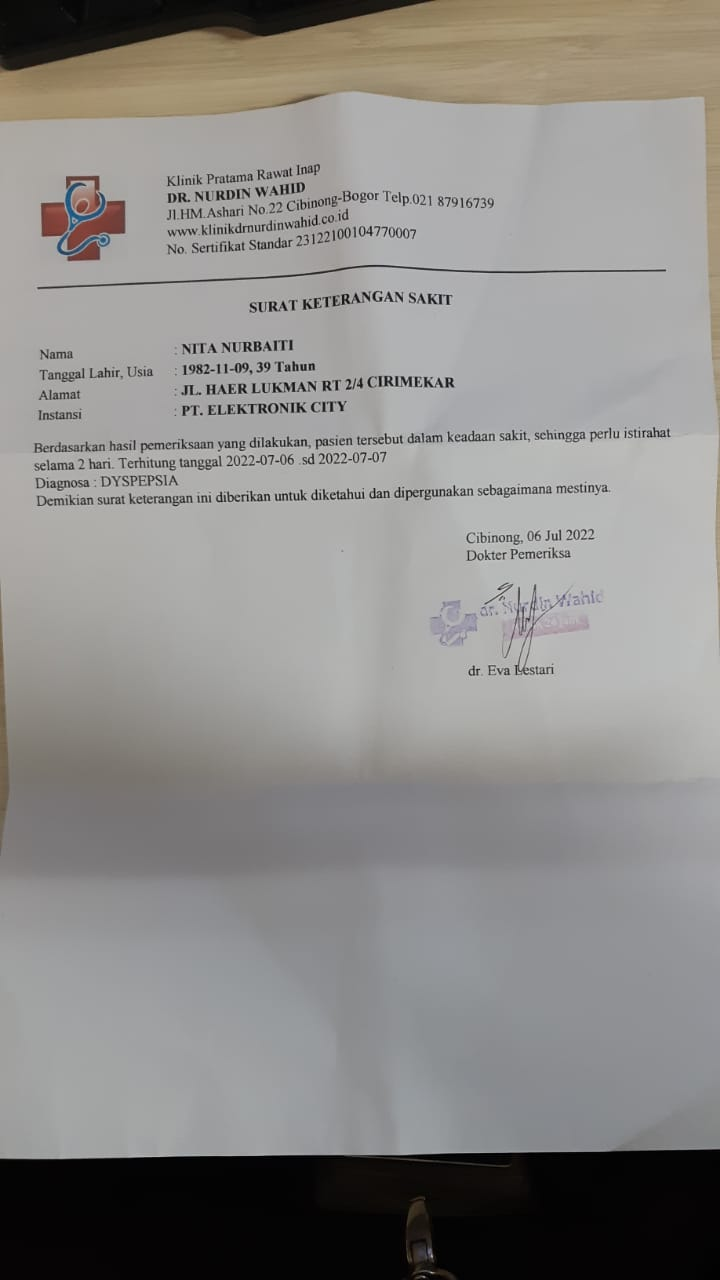 Klinik Pratama Rawat Inap
DR. NURDIN WAHID
Jl.HM.Ashari No.22 Cibinong-Bogor Telp.021 87916739
www.klinikdrnurdinwahid.co.id
No. Sertifikat Standar 23122100104770007
SURAT KETERANGAN SAKIT
Nama : NITA NURBAITI
Tanggal Lahir, Usia : 1982-11-09, 39 Tahun
Alamat : JL. HAER LUKMAN RT 2/4 CIRIMEKAR
Instansi : PT. ELEKTRONIK CITY
Berdasarkan hasil pemeriksaan yang dilakukan, pasien tersebut dalam keadaan sakit, sehingga perlu istirahat
selama 2 hari. Terhitung tanggal 2022-07-06 .sd 2022-07-07
Diagnosa : DYSPEPSIA
Demikian surat keterangan ini diberikan untuk diketahui dan dipergunakan sebagaimana mestinya.
Cibinong, 06 Jul 2022
Dokter Pemeriksa
dr. Nurdin Wahid
dr. Eva Lestari